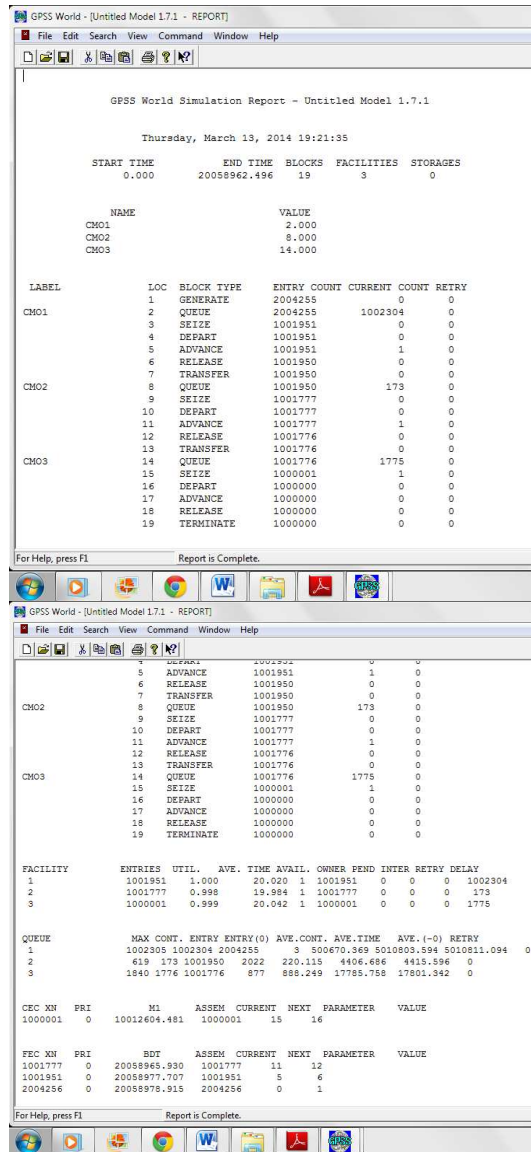 GPSS World - [Untitled Model 1.7.1 - REPORT]
File Edit Search View Command Window Help
GPSS World Simulation Report - Untitled Model 1.7.1
Thursday, March 13, 2014 19:21:35
START TIME END TIME BLOCKS FACILITIES STORAGES
0.000 20058962.496 19 3 0
NAME VALUE
CMO1 2.000
CMO2 8.000
CMO3 14.000
LABEL LOC BLOCK TYPE ENTRY COUNT CURRENT COUNT RETRY
1 GENERATE 2004255 0 0
CMO1 2 QUEUE 2004255 1002304 0
3 SEIZE 1001951 0 0
4 DEPART 1001951 0 0
5 ADVANCE 1001951 1 0
6 RELEASE 1001950 0 0
7 TRANSFER 1001950 0 0
CMO2 8 QUEUE 1001950 173 0
9 SEIZE 1001777 0 0
10 DEPART 1001777 0 0
11 ADVANCE 1001777 1 0
12 RELEASE 1001776 0 0
13 TRANSFER 1001776 0 0
CMO3 14 QUEUE 1001776 1775 0
15 SEIZE 1000001 1 0
16 DEPART 1000000 0 0
17 ADVANCE 1000000 0 0
18 RELEASE 1000000 0 0
19 TERMINATE 1000000 0 0
For Help, press F1 Report is Complete.
GPSS World - [Untitled Model 1.7.1 - REPORT]
File Edit Search View Command Window Help
4 DEPART 1001951 0 0
5 ADVANCE 1001951 1 0
6 RELEASE 1001950 0 0
7 TRANSFER 1001950 0 0
CMO2 8 QUEUE 1001950 173 0
9 SEIZE 1001777 0 0
10 DEPART 1001777 0 0
11 ADVANCE 1001777 1 0
12 RELEASE 1001776 0 0
13 TRANSFER 1001776 0 0
CMO3 14 QUEUE 1001776 1775 0
15 SEIZE 1000001 1 0
16 DEPART 1000000 0 0
17 ADVANCE 1000000 0 0
18 RELEASE 1000000 0 0
19 TERMINATE 1000000 0 0
FACILITY ENTRIES UTIL. AVE. TIME AVAIL. OWNER PEND INTER RETRY DELAY
1 1001951 1.000 20.020 1 1001951 0 0 0 1002304
2 1001777 0.998 19.984 1 1001777 0 0 0 173
3 1000001 0.999 20.042 1 1000001 0 0 0 1775
QUEUE MAX CONT. ENTRY ENTRY(0) AVE.CONT. AVE.TIME AVE.(-0) RETRY
1 1002305 1002304 2004255 3 500670.369 5010803.594 5010811.094 0
2 619 173 1001950 2022 220.115 4406.686 4415.596 0
3 1840 1776 1001776 877 888.249 17785.758 17801.342 0
CEC XN PRI M1 ASSEM CURRENT NEXT PARAMETER VALUE
1000001 0 10012604.481 1000001 15 16
FEC XN PRI BDT ASSEM CURRENT NEXT PARAMETER VALUE
1001777 0 20058965.930 1001777 11 12
1001951 0 20058977.707 1001951 5 6
2004256 0 20058978.915 2004256 0 1
For Help, press F1 Report is Complete.